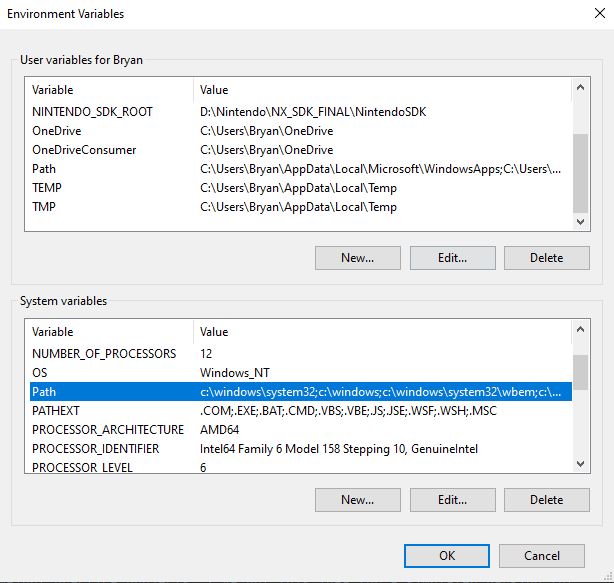 Environment Variables
User variables for Bryan
Variable Value
NINTENDO_SDK_ROOT D:\Nintendo\NX_SDK_FINAL\NintendoSDK
OneDrive C:\Users\Bryan\OneDrive
OneDriveConsumer C:\Users\Bryan\OneDrive
Path C:\Users\Bryan\AppData\Local\Microsoft\WindowsApps;C:\Users\...
TEMP C:\Users\Bryan\AppData\Local\Temp
TMP C:\Users\Bryan\AppData\Local\Temp
New... Edit... Delete
System variables
Variable Value
NUMBER_OF_PROCESSORS 12
OS Windows_NT
Path c:\windows\system32;c:\windows;c:\windows\system32\wbem;c:\...
PATHEXT .COM;.EXE;.BAT;.CMD;.VBS;.VBE;.JS;.JSE;.WSF;.WSH;.MSC
PROCESSOR_ARCHITECTURE AMD64
PROCESSOR_IDENTIFIER Intel64 Family 6 Model 158 Stepping 10, GenuineIntel
PROCESSOR_LEVEL 6
New... Edit... Delete
OK Cancel